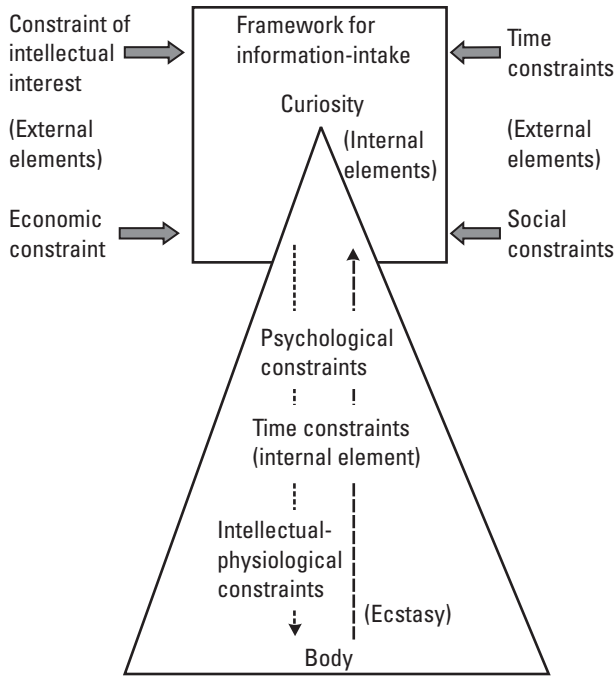 Constraint of
intellectual
interest
(External
elements)
Economic
constraint
Framework for
information-intake
Curiosity
(Internal
elements)
Time
constraints
(External
elements)
Social
constraints
Psychological
constraints
Time constraints
(internal element)
Intellectual-
physiological
constraints
(Ecstasy)
Body